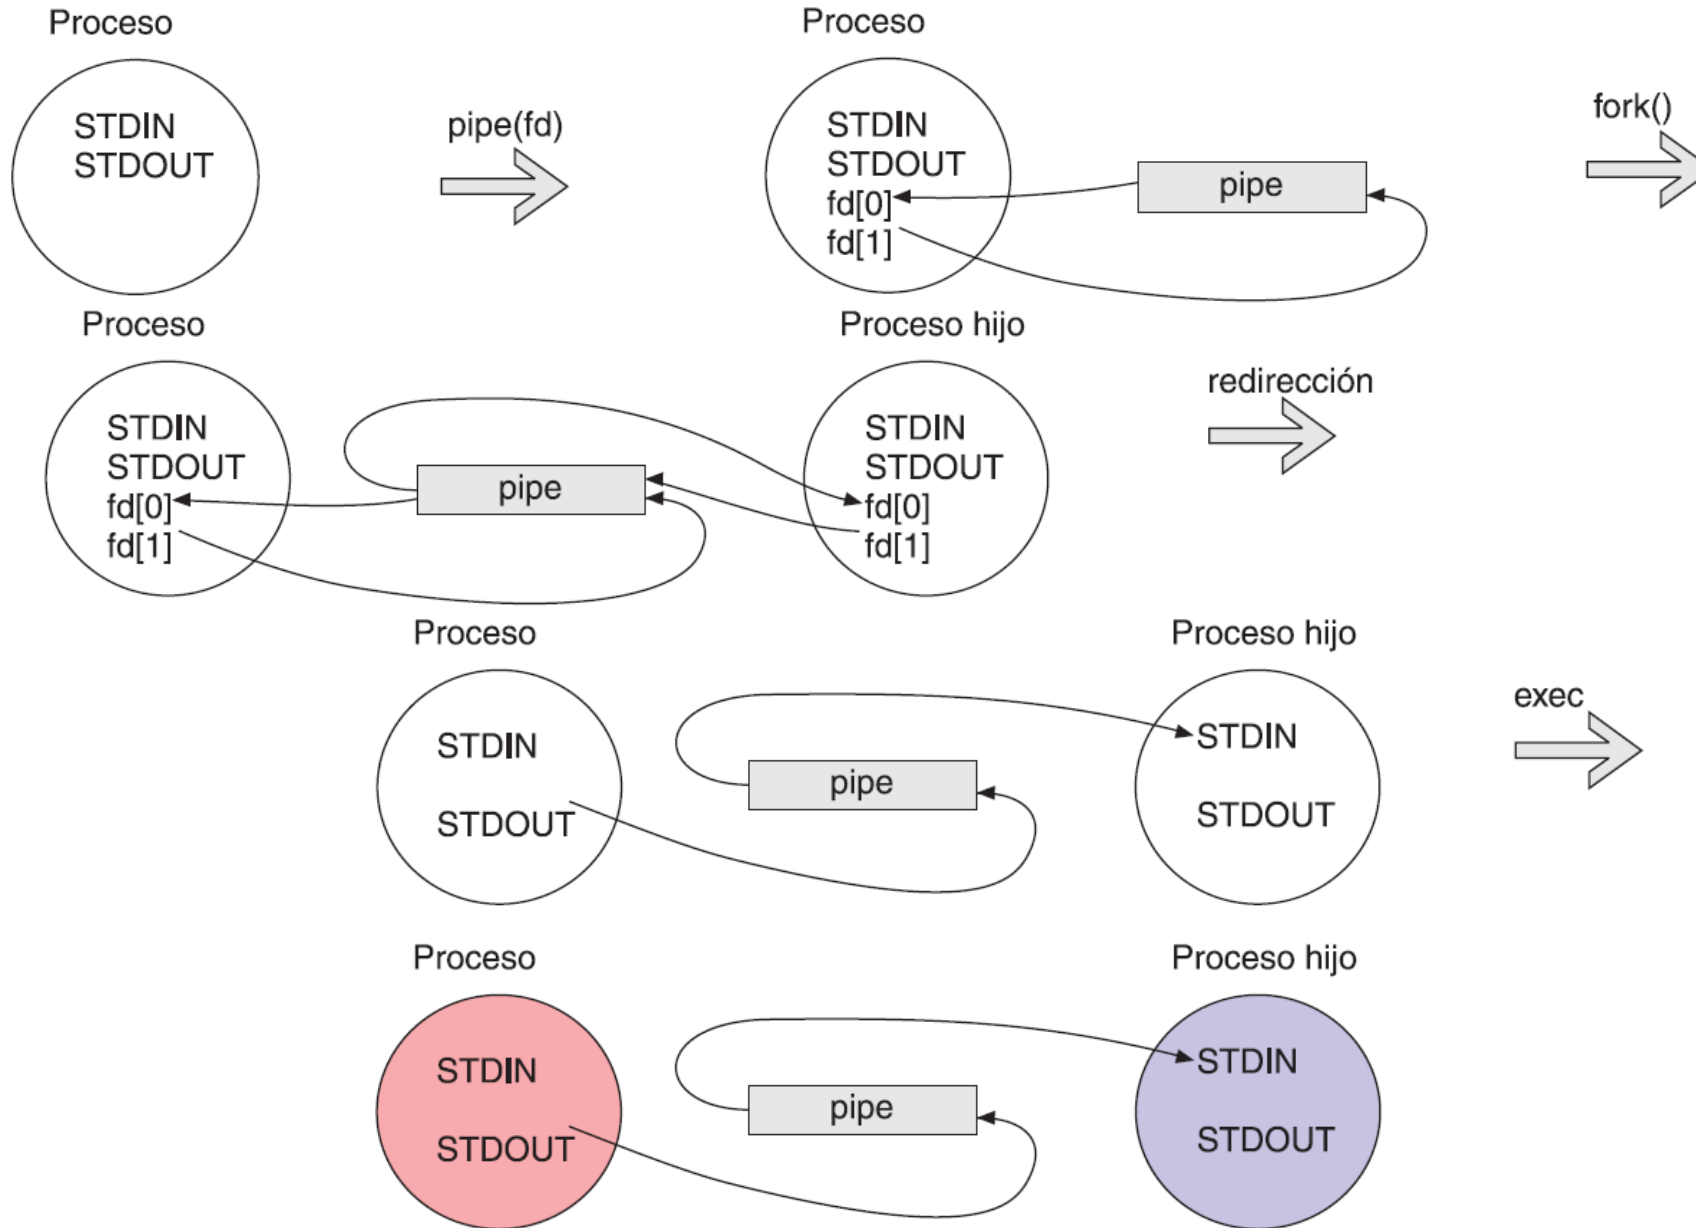 Proceso
Proceso
STDIN
STDOUT
pipe(fd)
STDIN
STDOUT
fd[0]
fd[1]
pipe
fork()
Proceso
Proceso hijo
STDIN
STDOUT
fd[0]
fd[1]
pipe
STDIN
STDOUT
fd[0]
fd[1]
redirección
Proceso
Proceso hijo
STDIN
STDOUT
pipe
STDIN
STDOUT
exec
Proceso
Proceso hijo
STDIN
STDOUT
pipe
STDIN
STDOUT